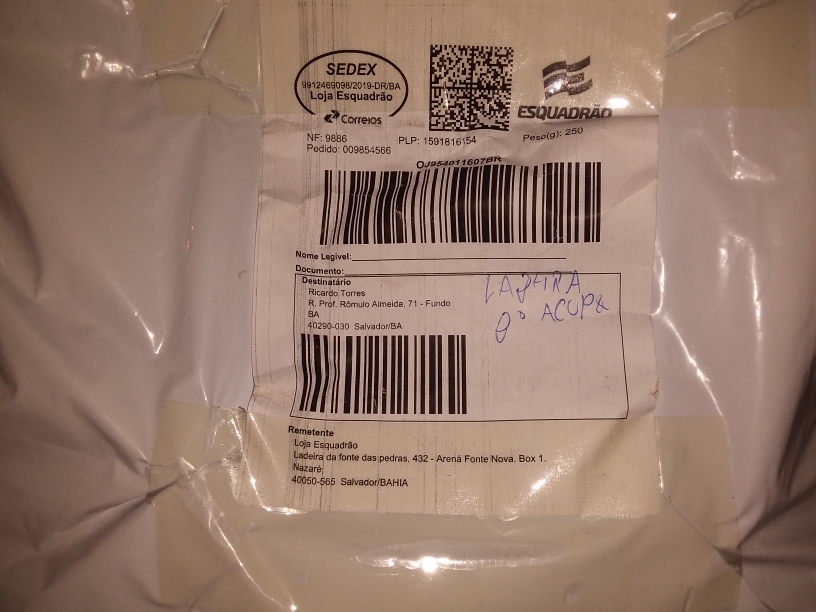 SEDEX
9912469098/2019-DR/BA
Loja Esquadrão
Correios
ESQUADRÃO
NF: 9886 PLP: 1591816154 Peso(g): 250
Pedido: 009854566
OJ954011607BR
Nome Legível:
Documento:
Destinatário
Ricardo Torres
R. Prof. Rômulo Almeida, 71 - Fundo
BA
40290-030 Salvador/BA
ACUPE
Remetente
Loja Esquadrão
Ladeira da fonte das pedras, 432 - Arena Fonte Nova. Box 1.
Nazaré
40050-565 Salvador/BAHIA